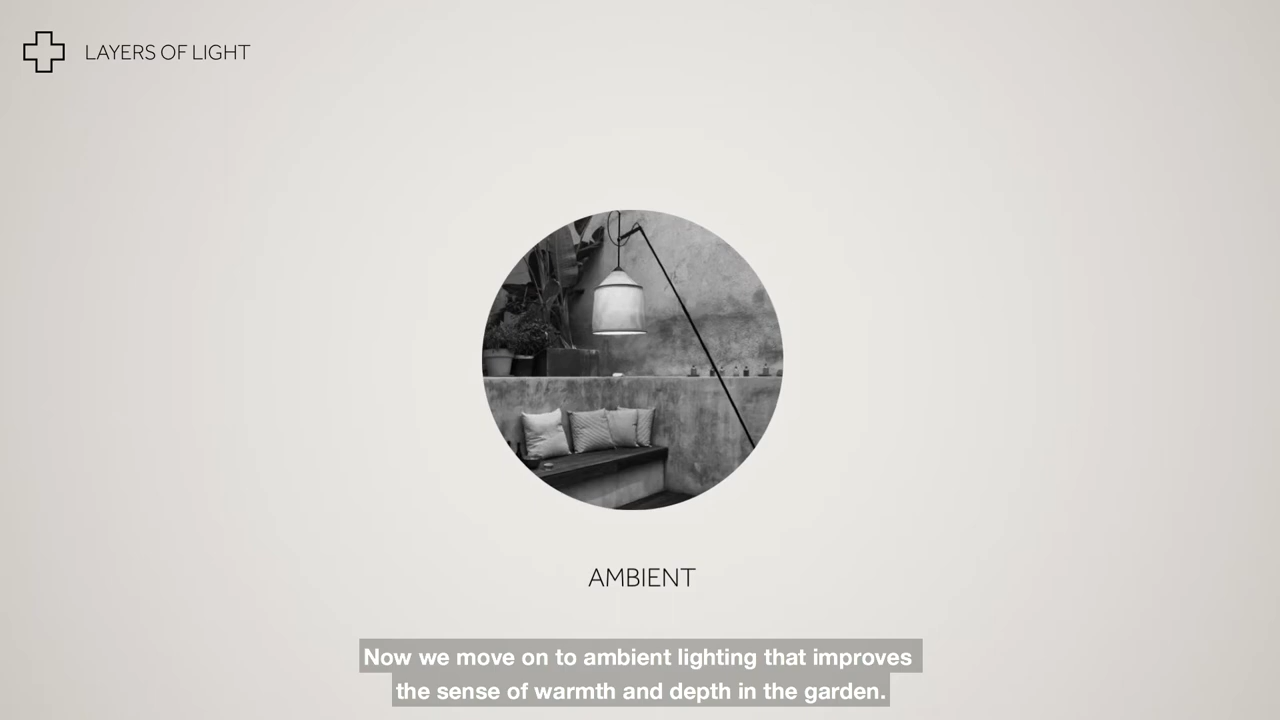 LAYERS OF LIGHT
AMBIENT
Now we move on to ambient lighting that improves
the sense of warmth and depth in the garden.